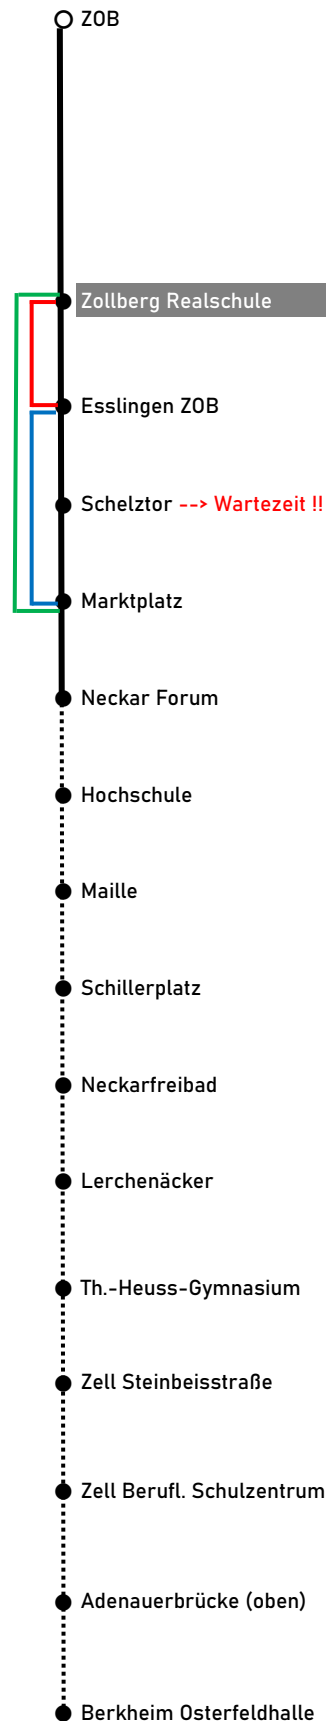 ZOB
Zollberg Realschule
Esslingen ZOB
Schelztor --> Wartezeit !!
Marktplatz
Neckar Forum
Hochschule
Maille
Schillerplatz
Neckarfreibad
Lerchenäcker
Th.-Heuss-Gymnasium
Zell Steinbeisstraße
Zell Berufl. Schulzentrum
Adenauerbrücke (oben)
Berkheim Osterfeldhalle